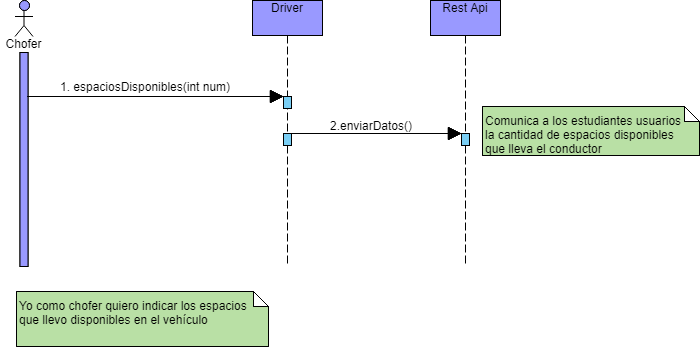 Driver
Rest Api
Chofer
1. espaciosDisponibles(int num)
2.enviarDatos()
Comunica a los estudiantes usuarios
la cantidad de espacios disponibles
que lleva el conductor
Yo como chofer quiero indicar los espacios
que llevo disponibles en el vehículo